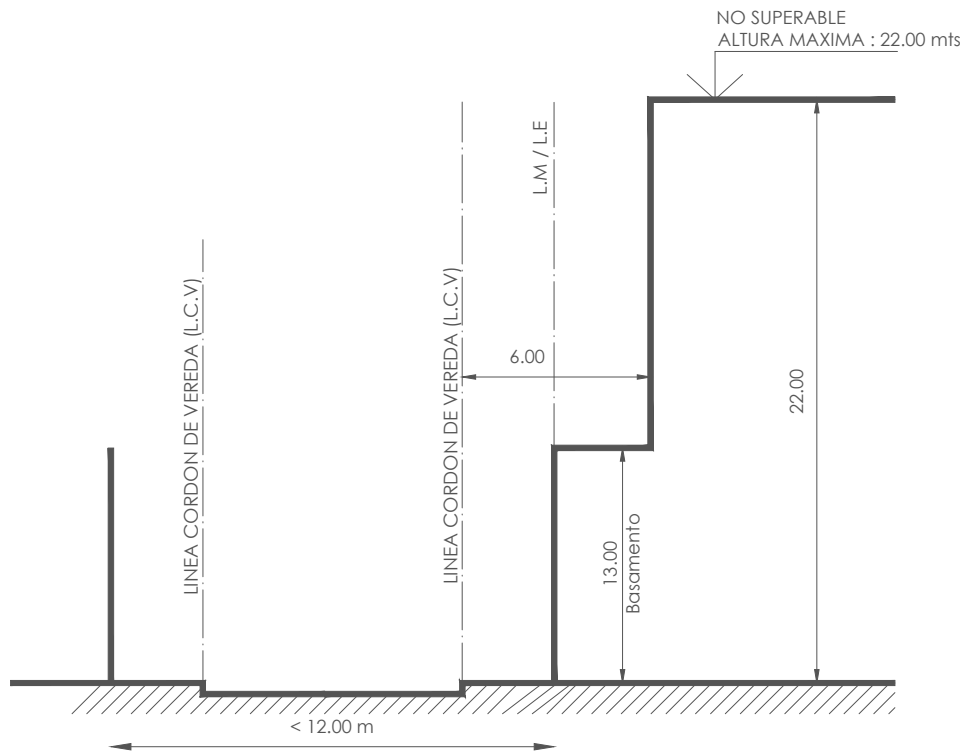 NO SUPERABLE
ALTURA MAXIMA : 22.00 mts
L.M / L.E
LINEA CORDON DE VEREDA (L.C.V)
LINEA CORDON DE VEREDA (L.C.V)
6.00
22.00
13.00
Basamento
< 12.00 m